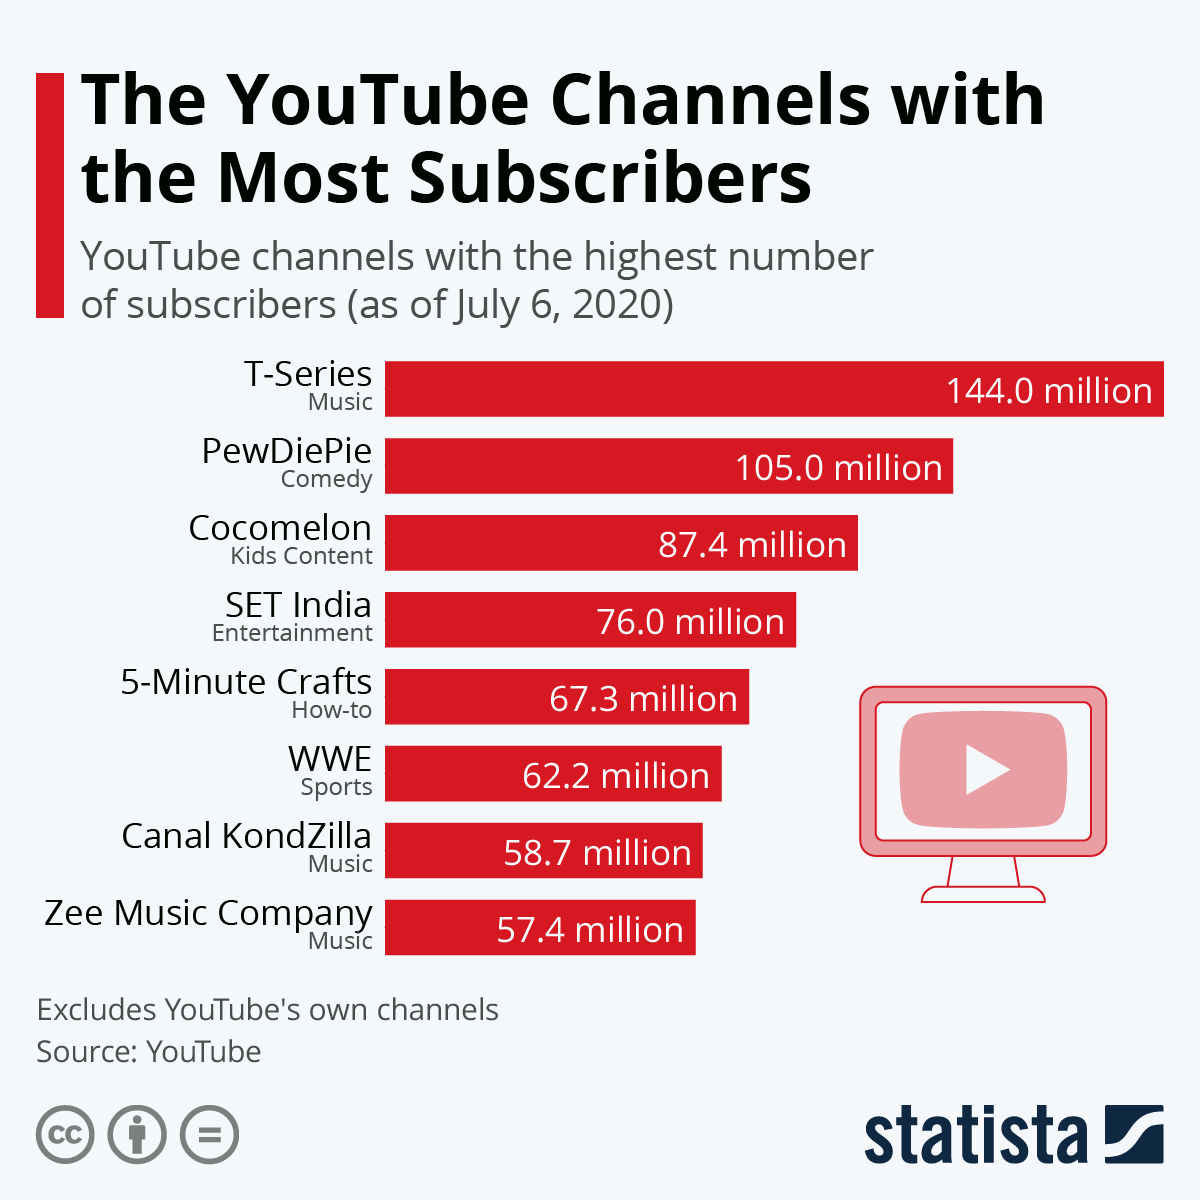 The YouTube Channels with
the Most Subscribers
YouTube channels with the highest number
of subscribers (as of July 6, 2020)
T-Series
Music
144.0 million
PewDiePie
Comedy
105.0 million
Cocomelon
Kids Content
87.4 million
SET India
Entertainment
76.0 million
5-Minute Crafts
How-to
67.3 million
WWE
Sports
62.2 million
Canal KondZilla
Music
58.7 million
Zee Music Company
Music
57.4 million
Excludes YouTube's own channels
Source: YouTube
cc
statista